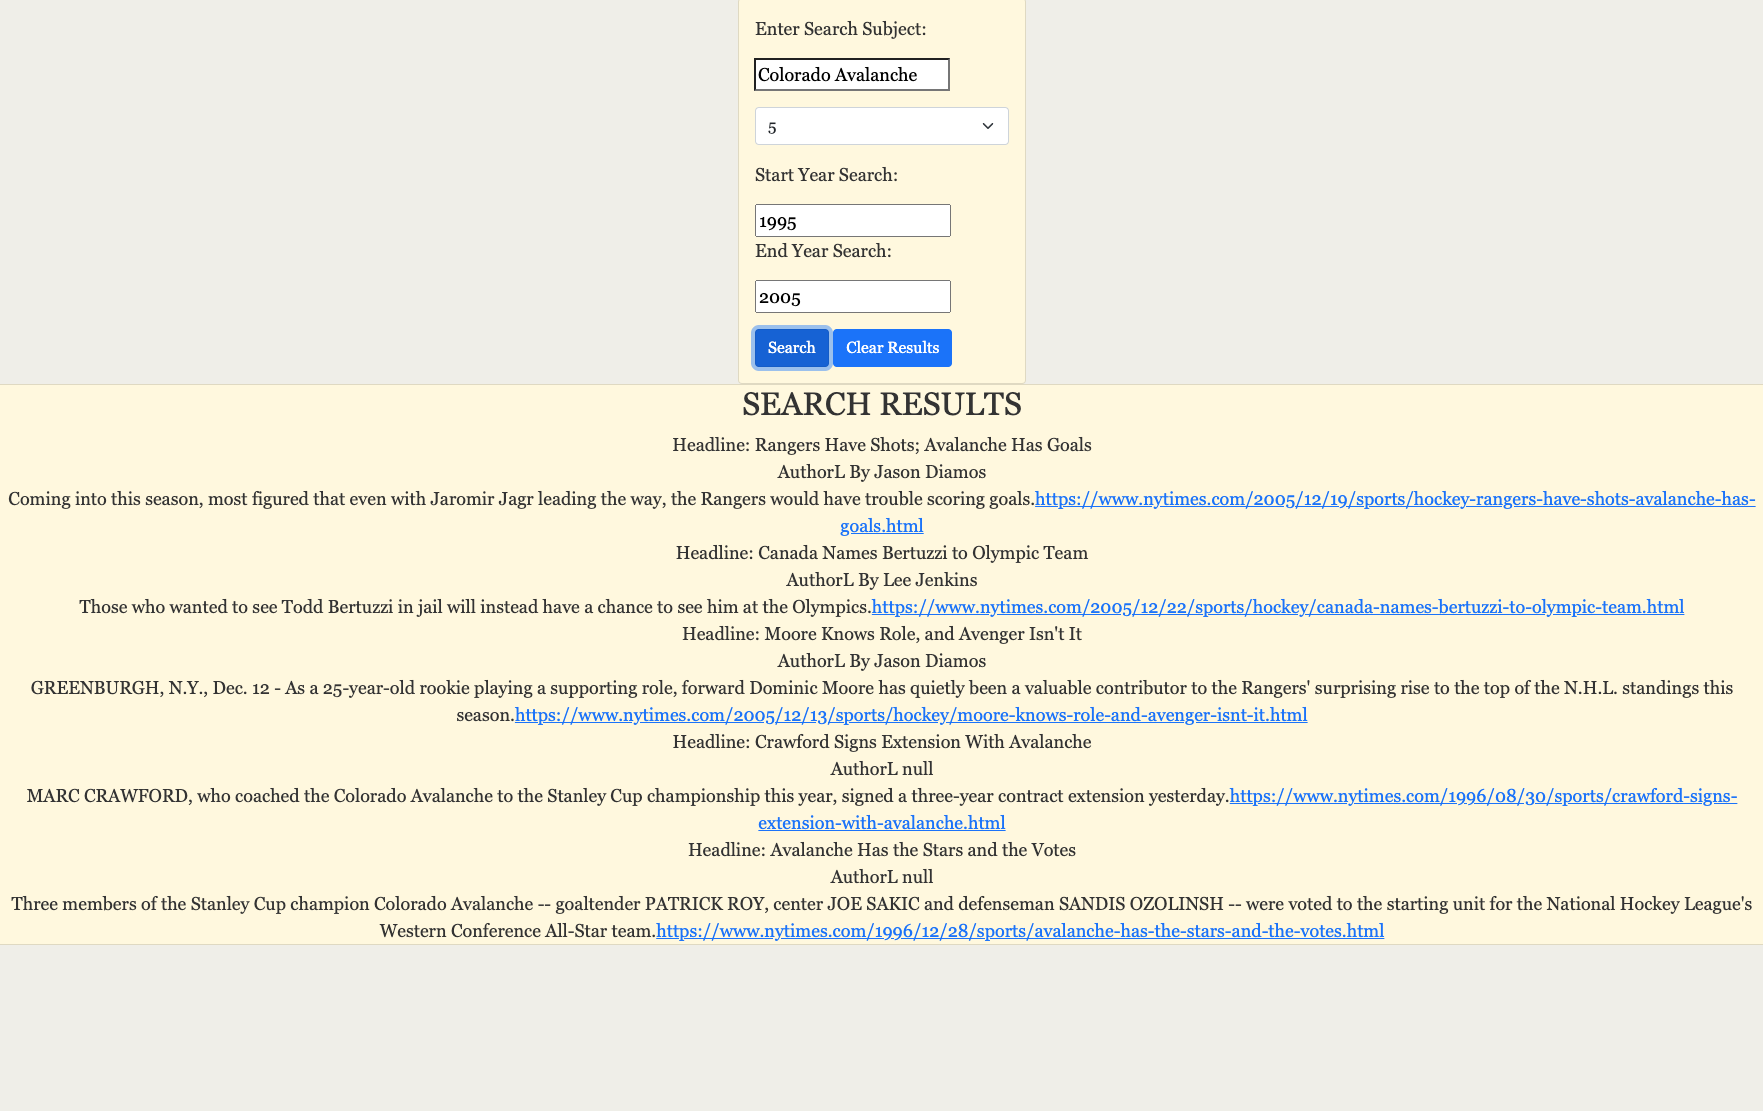 Enter Search Subject:
Colorado Avalanche
5
Start Year Search:
1995
End Year Search:
2005
Search Clear Results
SEARCH RESULTS
Headline: Rangers Have Shots; Avalanche Has Goals
AuthorL By Jason Diamos
Coming into this season, most figured that even with Jaromir Jagr leading the way, the Rangers would have trouble scoring goals.https://www.nytimes.com/2005/12/19/sports/hockey-rangers-have-shots-avalanche-has-
goals.html
Headline: Canada Names Bertuzzi to Olympic Team
AuthorL By Lee Jenkins
Those who wanted to see Todd Bertuzzi in jail will instead have a chance to see him at the Olympics.https://www.nytimes.com/2005/12/22/sports/hockey/canada-names-bertuzzi-to-olympic-team.html
Headline: Moore Knows Role, and Avenger Isn't It
AuthorL By Jason Diamos
GREENBURGH, N.Y., Dec. 12 - As a 25-year-old rookie playing a supporting role, forward Dominic Moore has quietly been a valuable contributor to the Rangers' surprising rise to the top of the N.H.L. standings this
season.https://www.nytimes.com/2005/12/13/sports/hockey/moore-knows-role-and-avenger-isnt-it.html
Headline: Crawford Signs Extension With Avalanche
AuthorL null
MARC CRAWFORD, who coached the Colorado Avalanche to the Stanley Cup championship this year, signed a three-year contract extension yesterday.https://www.nytimes.com/1996/08/30/sports/crawford-signs-
extension-with-avalanche.html
Headline: Avalanche Has the Stars and the Votes
AuthorL null
Three members of the Stanley Cup champion Colorado Avalanche -- goaltender PATRICK ROY, center JOE SAKIC and defenseman SANDIS OZOLINSH -- were voted to the starting unit for the National Hockey League's
Western Conference All-Star team.https://www.nytimes.com/1996/12/28/sports/avalanche-has-the-stars-and-the-votes.html